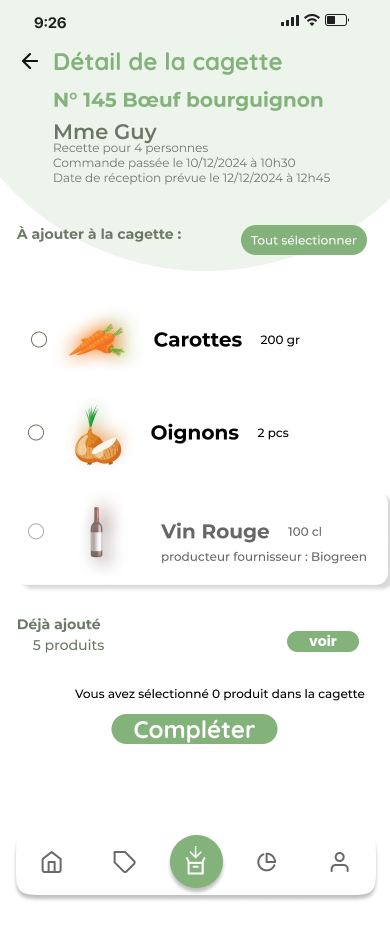 9:26
Détail de la cagette
N° 145 Bœuf bourguignon
Mme Guy
Recette pour 4 personnes
Commande passée le 10/12/2024 à 10h30
Date de réception prévue le 12/12/2024 à 12h45
À ajouter à la cagette :
Tout sélectionner
Carottes 200 gr
Oignons 2 pcs
Vin Rouge 100 cl
producteur fournisseur : Biogreen
Déjà ajouté
5 produits
voir
Vous avez sélectionné 0 produit dans la cagette
Compléter